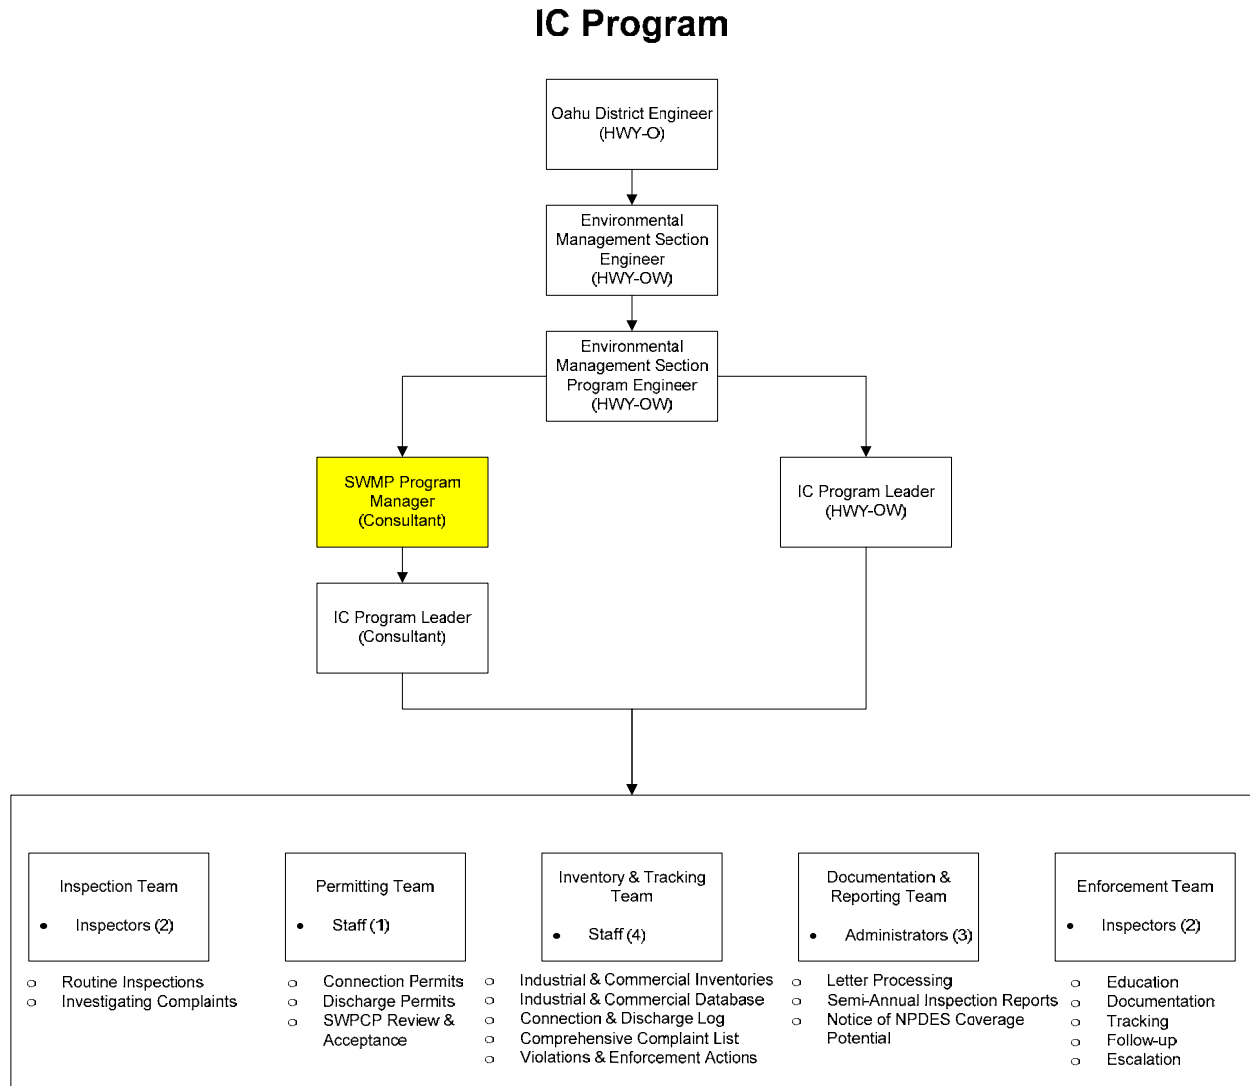 IC Program
Oahu District Engineer
(HWY-O)
Environmental
Management Section
Engineer
(HWY-OW)
Environmental
Management Section
Program Engineer
(HWY-OW)
SWMP Program
Manager
(Consultant)
IC Program Leader
(HWY-OW)
IC Program Leader
(Consultant)
Inspection Team
• Inspectors (2)
o Routine Inspections
o Investigating Complaints
Permitting Team
• Staff (1)
o Connection Permits
o Discharge Permits
o SWPCP Review &
Acceptance
Inventory & Tracking
Team
• Staff (4)
o Industrial & Commercial Inventories
o Industrial & Commercial Database
o Connection & Discharge Log
o Comprehensive Complaint List
o Violations & Enforcement Actions
Documentation &
Reporting Team
• Administrators (3)
o Letter Processing
o Semi-Annual Inspection Reports
o Notice of NPDES Coverage
Potential
Enforcement Team
• Inspectors (2)
o Education
o Documentation
o Tracking
o Follow-up
o Escalation